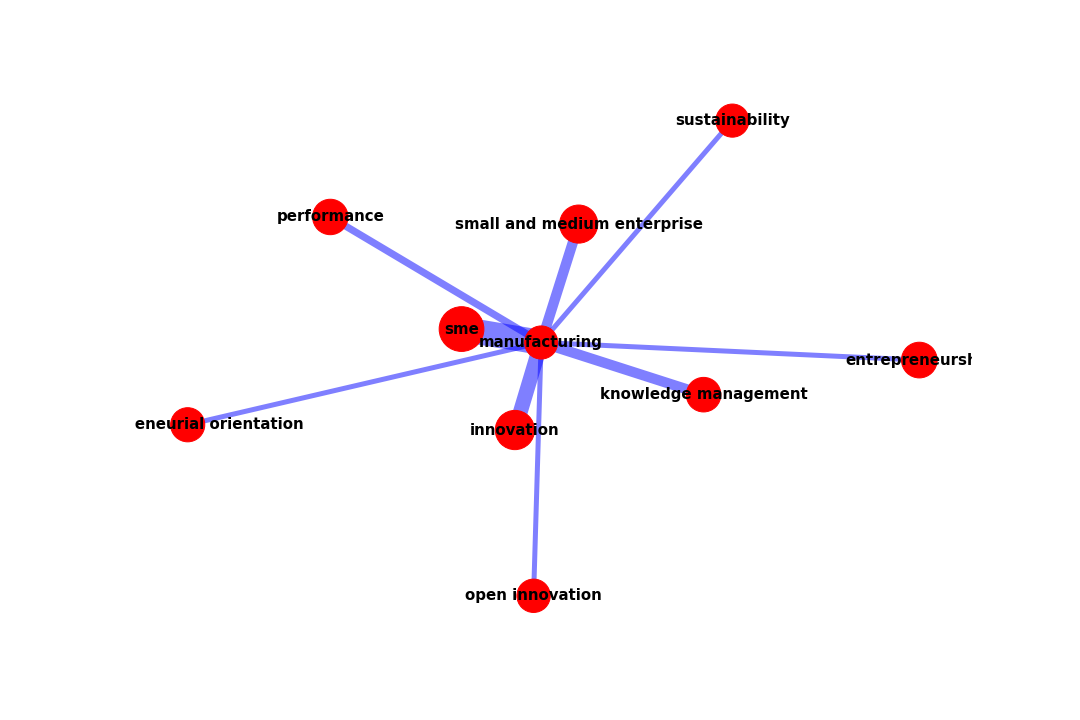 sustainability
performance
small and medium enterprise
sme
manufacturing
entrepreneursh
knowledge management
eneurial orientation
innovation
open innovation